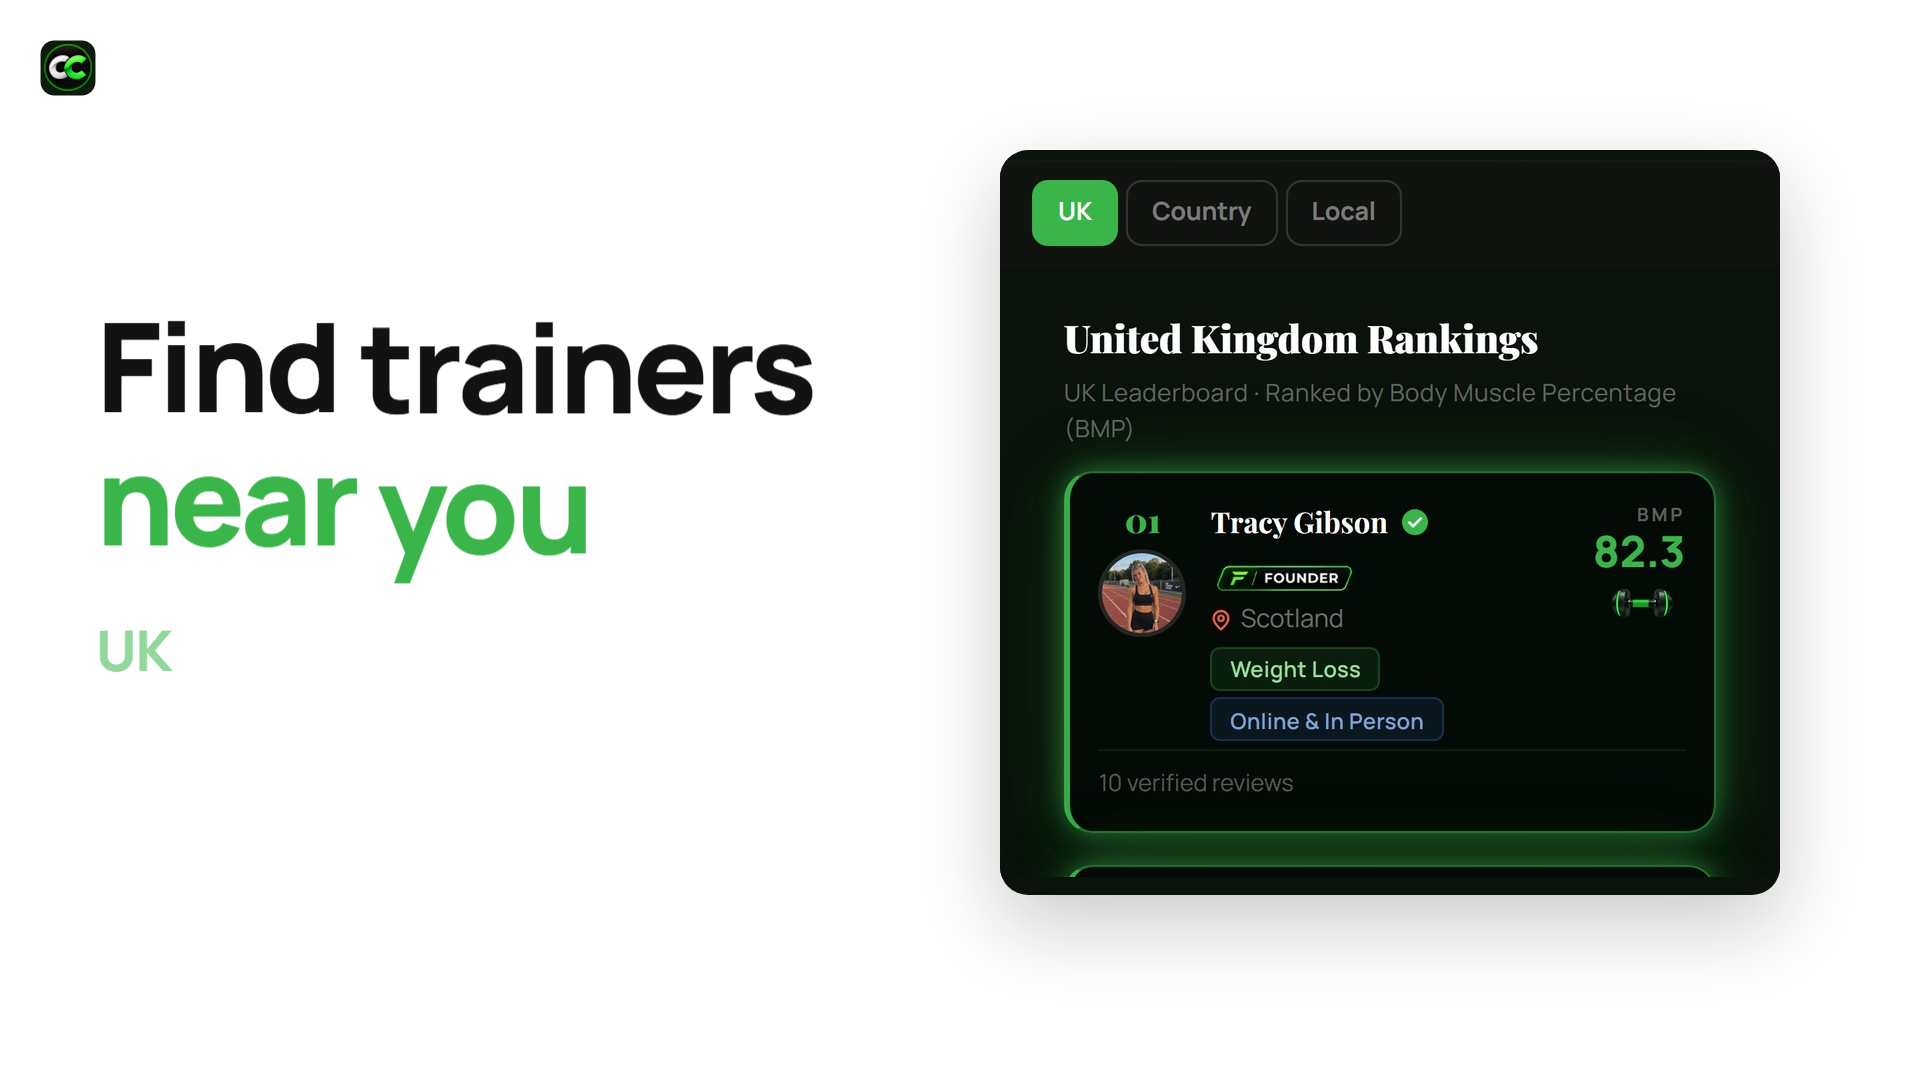 CC
Find trainers
near you
UK
UK Country Local
United Kingdom Rankings
UK Leaderboard · Ranked by Body Muscle Percentage
(BMP)
01 Tracy Gibson
BMP
82.3
F / FOUNDER
Scotland
Weight Loss
Online & In Person
10 verified reviews